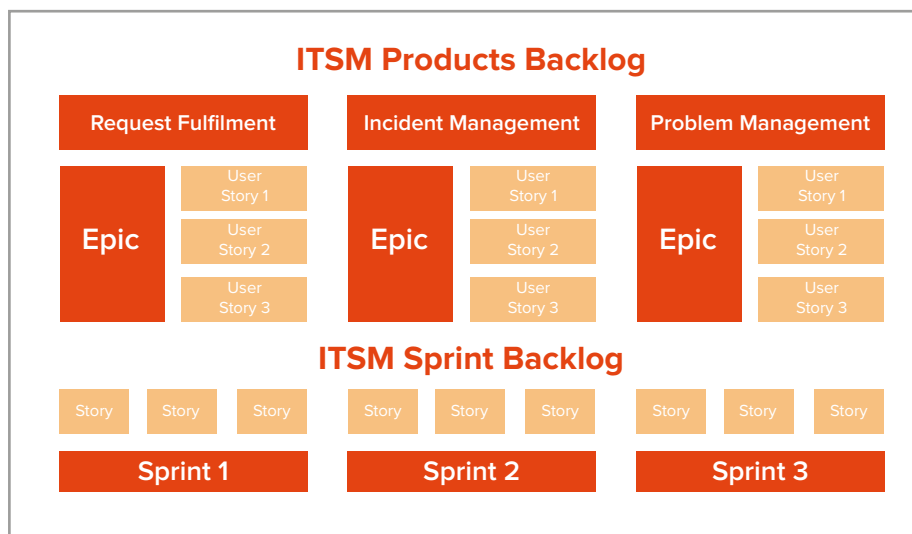 ITSM Products Backlog
Request Fulfilment
Incident Management
Problem Management
Epic
User
Story 1
User
Story 2
User
Story 3
Epic
User
Story 1
User
Story 2
User
Story 3
Epic
User
Story 1
User
Story 2
User
Story 3
ITSM Sprint Backlog
Story
Story
Story
Story
Story
Story
Story
Story
Story
Sprint 1
Sprint 2
Sprint 3